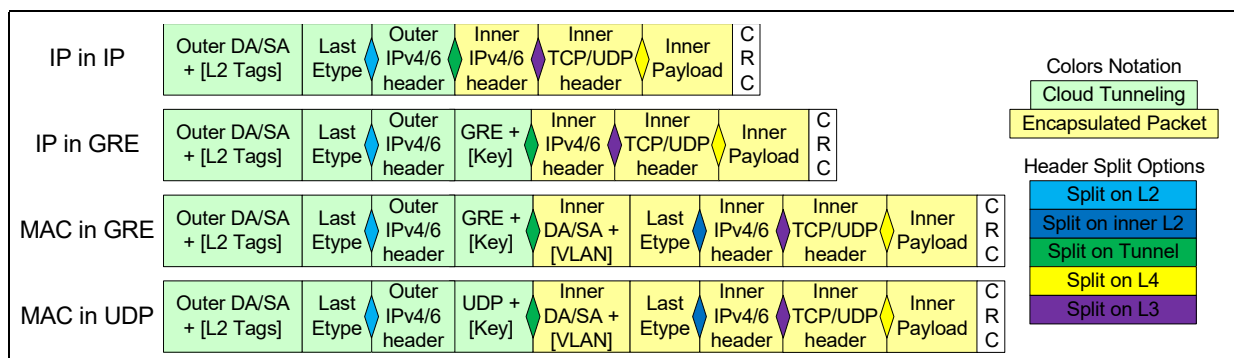 IP in IP
Outer DA/SA
+ [L2 Tags]
Last
Etype
Outer
IPv4/6
header
Inner
IPv4/6
header
Inner
TCP/UDP
header
Inner
Payload
C
R
C
IP in GRE
Outer DA/SA
+ [L2 Tags]
Last
Etype
Outer
IPv4/6
header
GRE +
[Key]
Inner
IPv4/6
header
Inner
TCP/UDP
header
Inner
Payload
C
R
C
MAC in GRE
Outer DA/SA
+ [L2 Tags]
Last
Etype
Outer
IPv4/6
header
GRE +
[Key]
Inner
DA/SA +
[VLAN]
Last
Etype
Inner
IPv4/6
header
Inner
TCP/UDP
header
Inner
Payload
C
R
C
MAC in UDP
Outer DA/SA
+ [L2 Tags]
Last
Etype
Outer
IPv4/6
header
UDP +
[Key]
Inner
DA/SA +
[VLAN]
Last
Etype
Inner
IPv4/6
header
Inner
TCP/UDP
header
Inner
Payload
C
R
C
Colors Notation
Cloud Tunneling
Encapsulated Packet
Header Split Options
Split on L2
Split on inner L2
Split on Tunnel
Split on L4
Split on L3